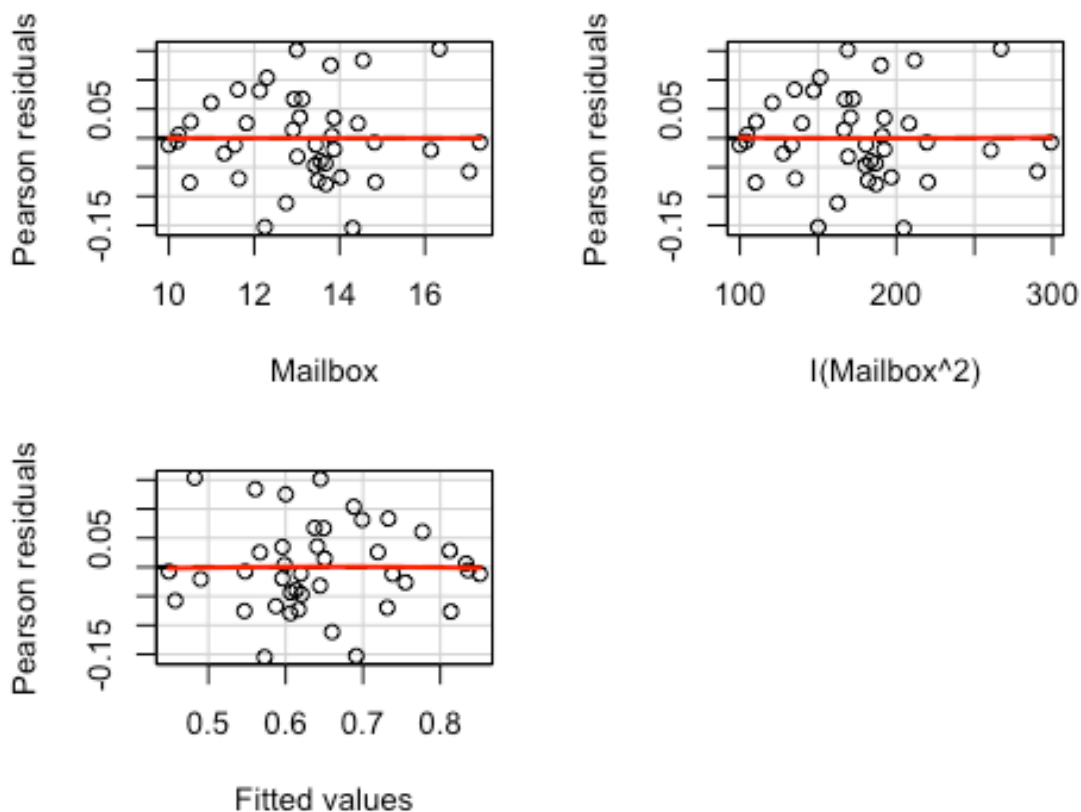 Pearson residuals
0.05
-0.15
10 12 14 16
Mailbox
Pearson residuals
0.05
-0.15
100 200 300
I(Mailbox^2)
Pearson residuals
0.05
-0.15
0.5 0.6 0.7 0.8
Fitted values